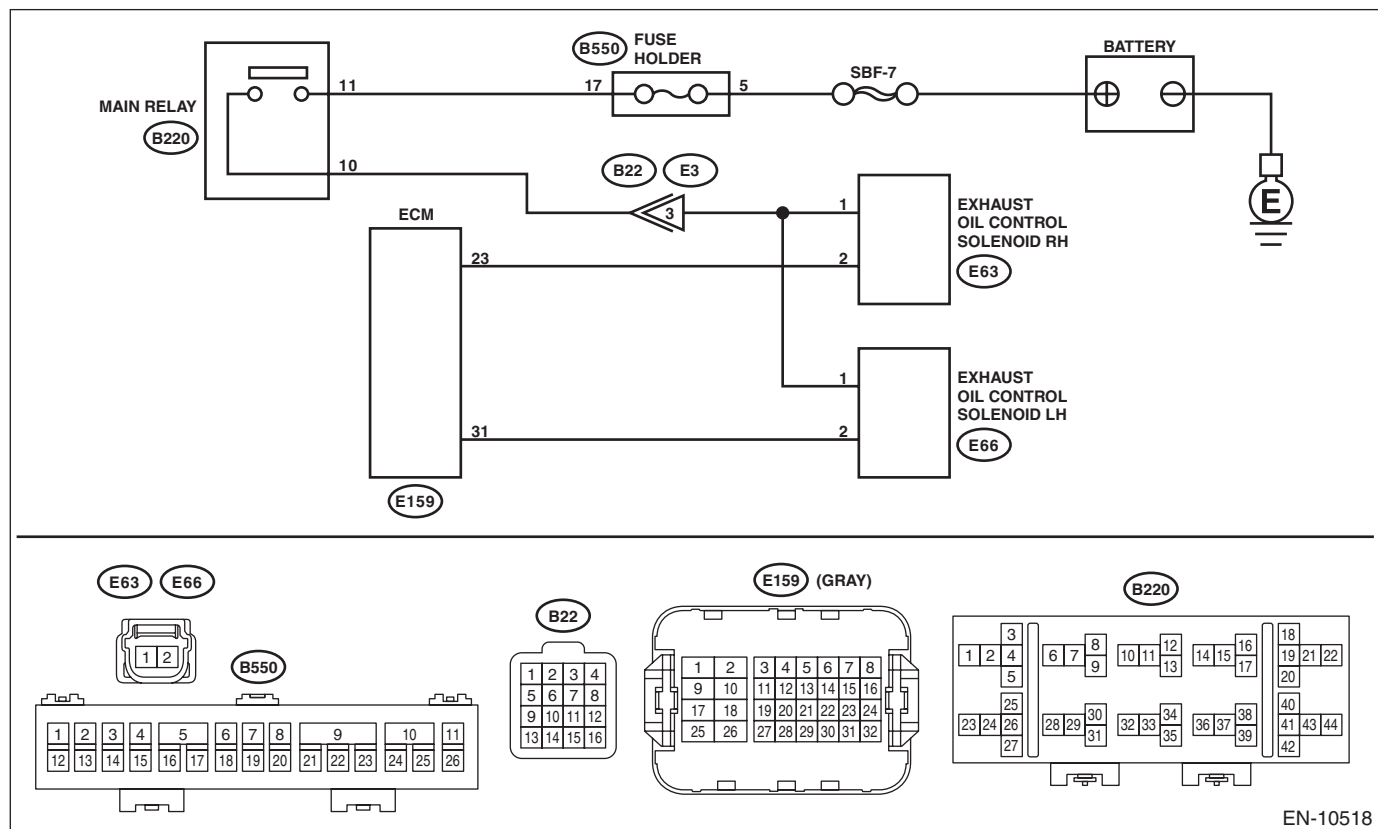 B550 FUSE HOLDER
BATTERY
SBF-7
MAIN RELAY
B220
11
17
5
10
B22 E3
3
ECM
23
31
E159
1
2
EXHAUST
OIL CONTROL
SOLENOID RH
E63
1
2
EXHAUST
OIL CONTROL
SOLENOID LH
E66
E
E63 E66
1 2
B550
1 2 3 4 5 6 7 8 9 10 11
12 13 14 15 16 17 18 19 20 21 22 23 24 25 26
B22
1 2 3 4
5 6 7 8
9 10 11 12
13 14 15 16
E159 (GRAY)
1 2 3 4 5 6 7 8
9 10 11 12 13 14 15 16
17 18 19 20 21 22 23 24
25 26 27 28 29 30 31 32
B220
3 8 12 16 18
1 2 4 6 7 10 11 14 15 19 21 22
5 9 13 17 20
25 30 34 38 40
23 24 26 28 29 32 33 36 37 41 43 44
27 31 35 39 42
EN-10518